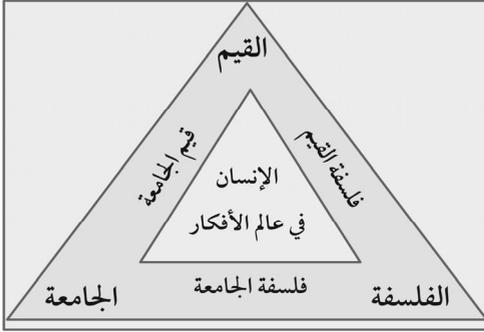 القيم
فلسفة القيم
قيم الجامعة
الإنسان
في عالم الأفكار
فلسفة الجامعة
الفلسفة
الجامعة